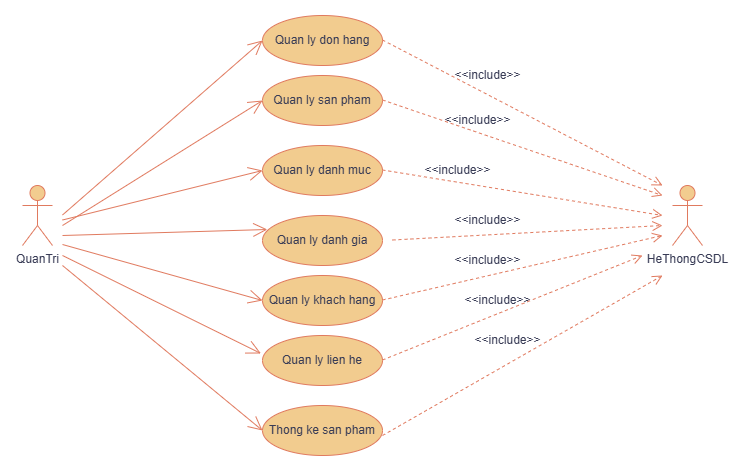 Quan ly don hang
<<include>>
Quan ly san pham
<<include>>
Quan ly danh muc
<<include>>
Quan ly danh gia
<<include>>
QuanTri
HeThongCSDL
<<include>>
Quan ly khach hang
<<include>>
Quan ly lien he
<<include>>
Thong ke san pham